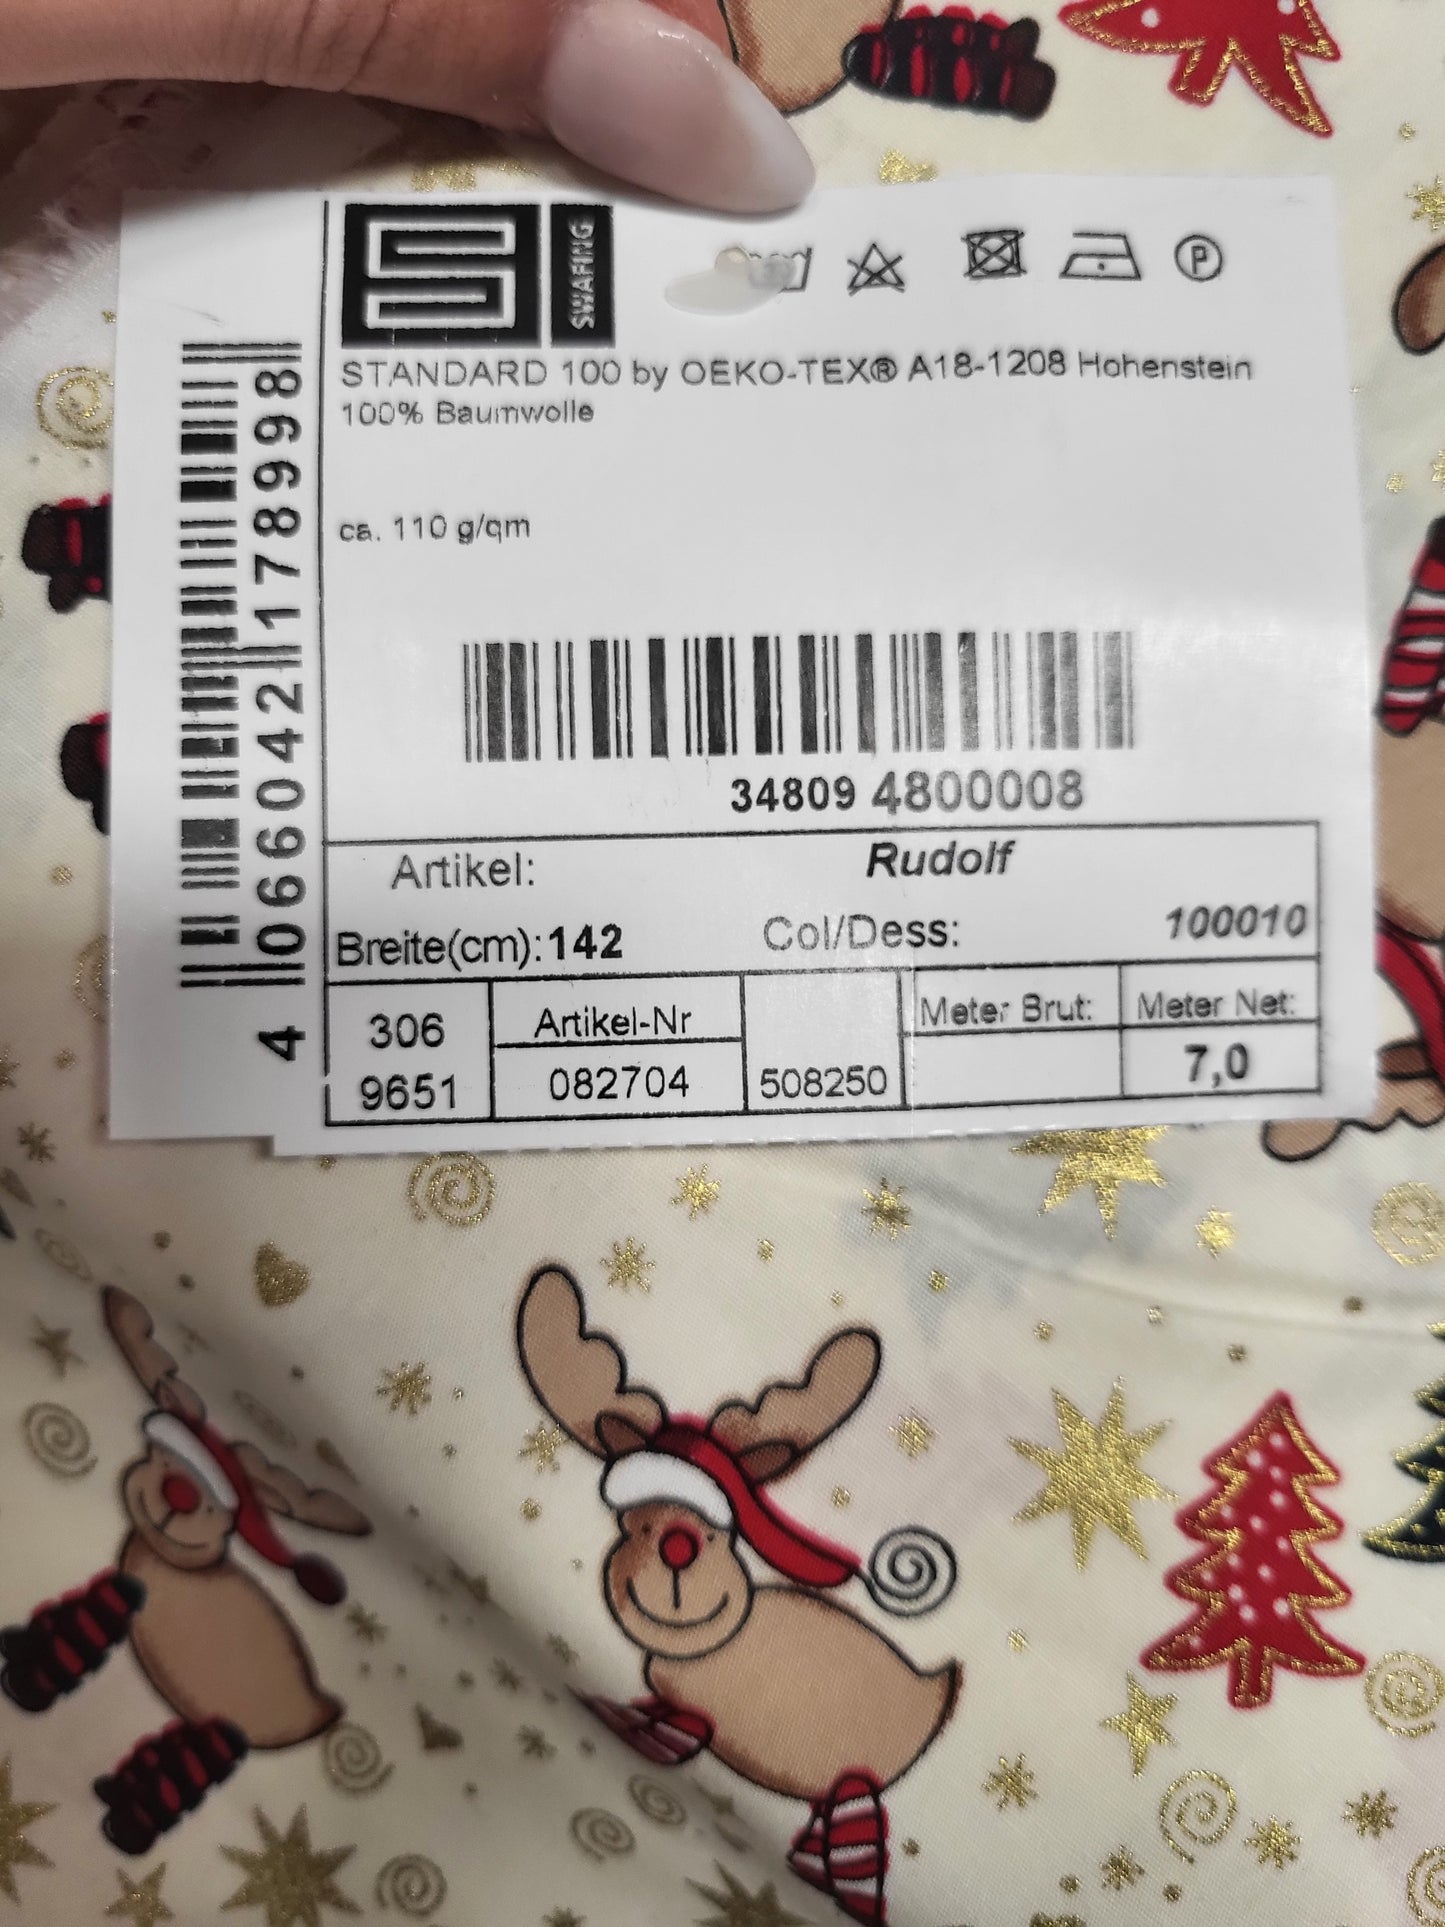 SWAFING
STANDARD 100 by OEKO-TEX® A18-1208 Hohenstein
100% Baumwolle
ca. 110 g/qm
34809 4800008
Artikel: Rudolf
Breite(cm): 142 Col/Dess: 100010
306 Artikel-Nr Meter Brut: Meter Net:
9651 082704 508250 7,0
4 066042 178998
P